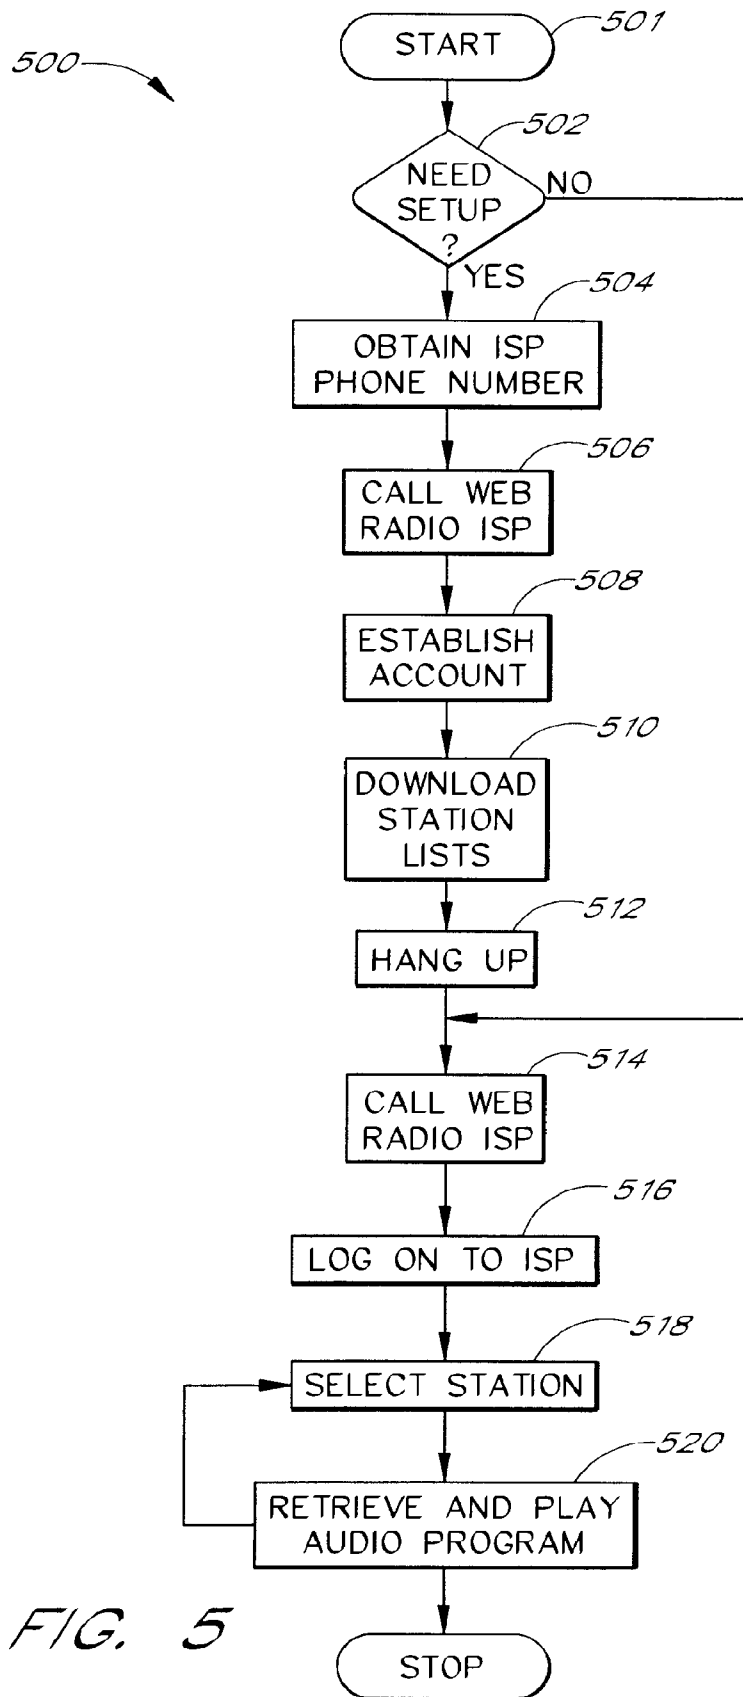 START
501
500
502
NEED
SETUP
?
NO
YES
504
OBTAIN ISP
PHONE NUMBER
506
CALL WEB
RADIO ISP
508
ESTABLISH
ACCOUNT
510
DOWNLOAD
STATION
LISTS
512
HANG UP
514
CALL WEB
RADIO ISP
516
LOG ON TO ISP
518
SELECT STATION
520
RETRIEVE AND PLAY
AUDIO PROGRAM
FIG. 5
STOP